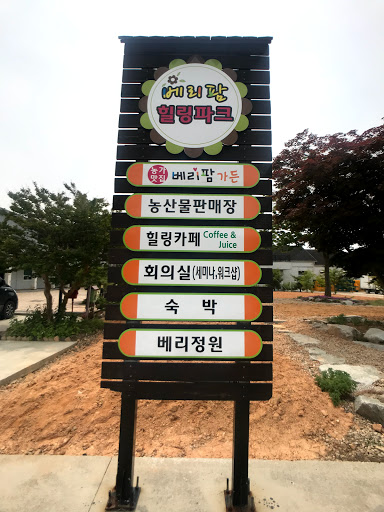 베리팜
힐링파크
농가
맛집
베리팜가든
농산물판매장
힐링카페 Coffee &
Juice
회의실(세미나,워크샵)
숙박
베리정원